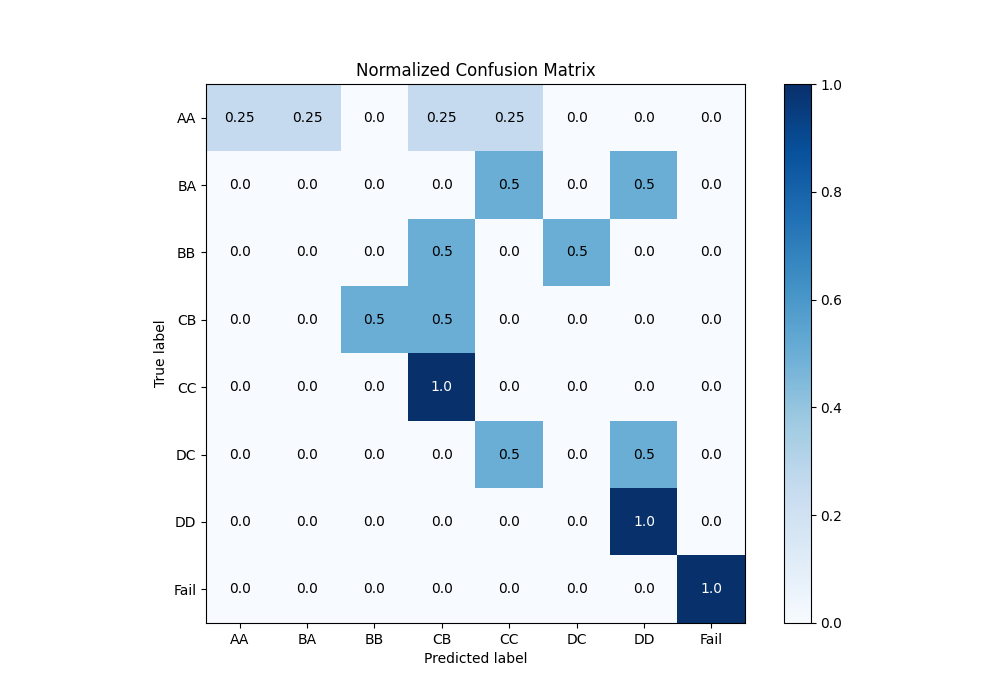 Normalized Confusion Matrix
True label
AA 0.25 0.25 0.0 0.25 0.25 0.0 0.0 0.0
BA 0.0 0.0 0.0 0.0 0.5 0.0 0.5 0.0
BB 0.0 0.0 0.0 0.5 0.0 0.5 0.0 0.0
CB 0.0 0.0 0.5 0.5 0.0 0.0 0.0 0.0
CC 0.0 0.0 0.0 1.0 0.0 0.0 0.0 0.0
DC 0.0 0.0 0.0 0.0 0.5 0.0 0.5 0.0
DD 0.0 0.0 0.0 0.0 0.0 0.0 1.0 0.0
Fail 0.0 0.0 0.0 0.0 0.0 0.0 0.0 1.0
AA BA BB CB CC DC DD Fail
Predicted label
1.0
0.8
0.6
0.4
0.2
0.0